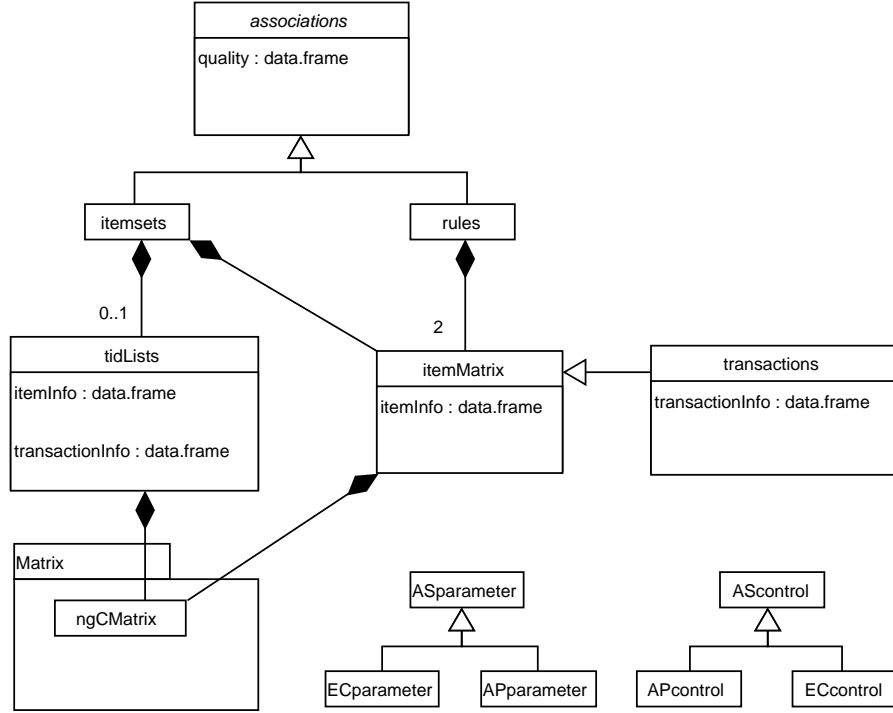 associations
quality : data.frame
itemsets
rules
0..1
2
tidLists
itemInfo : data.frame
transactionInfo : data.frame
itemMatrix
itemInfo : data.frame
transactions
transactionInfo : data.frame
Matrix
ngCMatrix
ASparameter
ECparameter
APparameter
AScontrol
APcontrol
ECcontrol